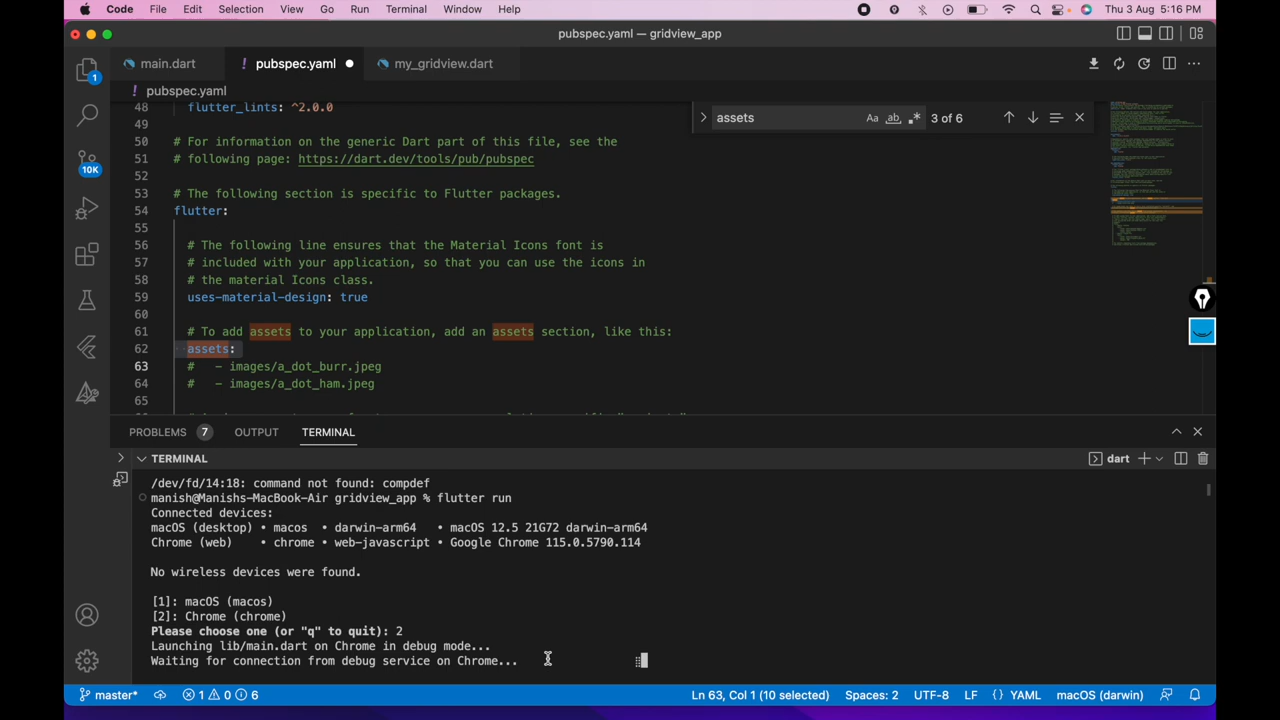 Code File Edit Selection View Go Run Terminal Window Help Thu 3 Aug 5:16 PM
pubspec.yaml — gridview_app
main.dart ! pubspec.yaml my_gridview.dart
! pubspec.yaml
1
10K
assets Aa ab 3 of 6
48 flutter_lints: ^2.0.0
49
50 # For information on the generic Dart part of this file, see the
51 # following page: https://dart.dev/tools/pub/pubspec
52
53 # The following section is specific to Flutter packages.
54 flutter:
55
56 # The following line ensures that the Material Icons font is
57 # included with your application, so that you can use the icons in
58 # the material Icons class.
59 uses-material-design: true
60
61 # To add assets to your application, add an assets section, like this:
62 assets:
63 # - images/a_dot_burr.jpeg
64 # - images/a_dot_ham.jpeg
65
PROBLEMS 7 OUTPUT TERMINAL
TERMINAL dart
/dev/fd/14:18: command not found: compdef
manish@Manishs-MacBook-Air gridview_app % flutter run
Connected devices:
macOS (desktop) • macos • darwin-arm64 • macOS 12.5 21G72 darwin-arm64
Chrome (web) • chrome • web-javascript • Google Chrome 115.0.5790.114
No wireless devices were found.
[1]: macOS (macos)
[2]: Chrome (chrome)
Please choose one (or "q" to quit): 2
Launching lib/main.dart on Chrome in debug mode...
Waiting for connection from debug service on Chrome...
master* 1 0 6 Ln 63, Col 1 (10 selected) Spaces: 2 UTF-8 LF {} YAML macOS (darwin)